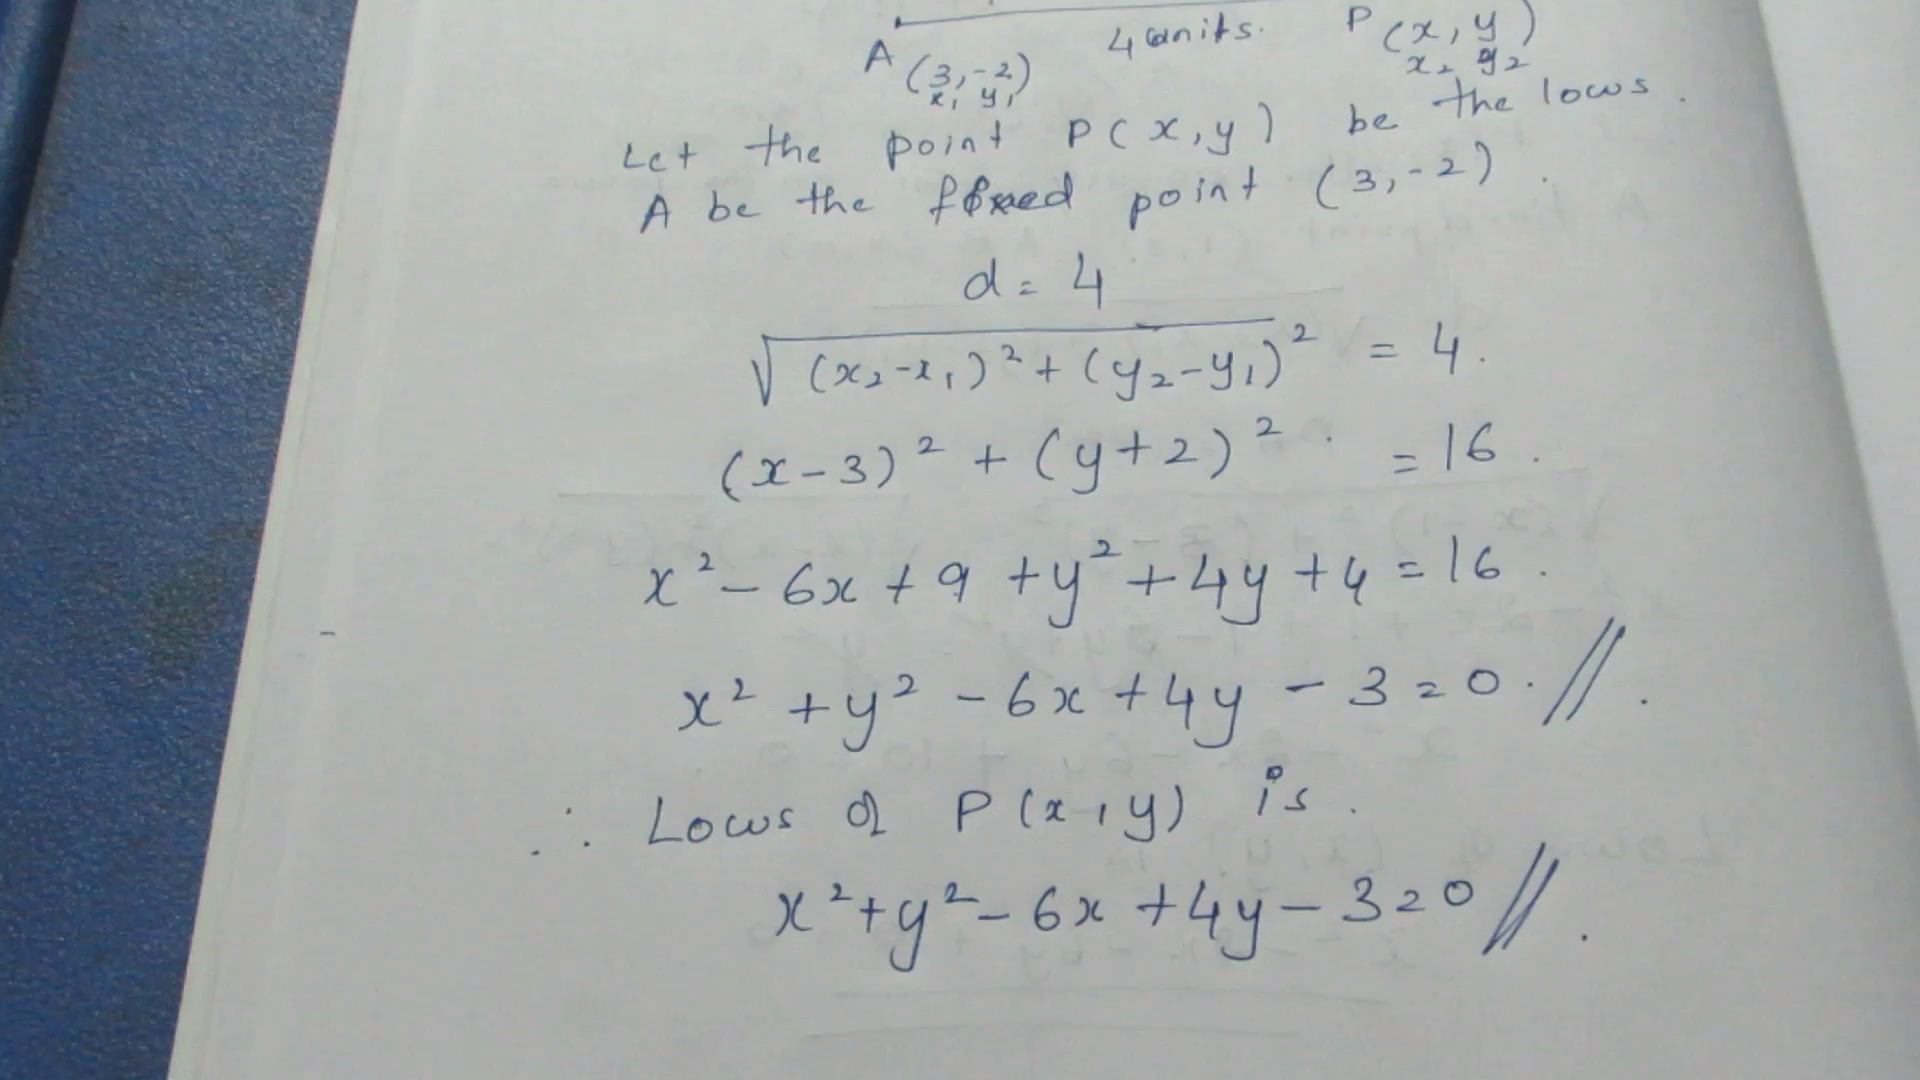 4 units.
P (x, y)
x₂ y₂
A (3, -2)
x₁ y₁
Let the point P(x, y) be the locus.
A be the fixed point (3, -2).
d = 4
√(x₂-x₁)² + (y₂-y₁)² = 4.
(x-3)² + (y+2)² = 16.
x² - 6x + 9 + y² + 4y + 4 = 16.
x² + y² - 6x + 4y - 3 = 0. //.
∴ Locus of P(x, y) is.
x² + y² - 6x + 4y - 3 = 0 //.